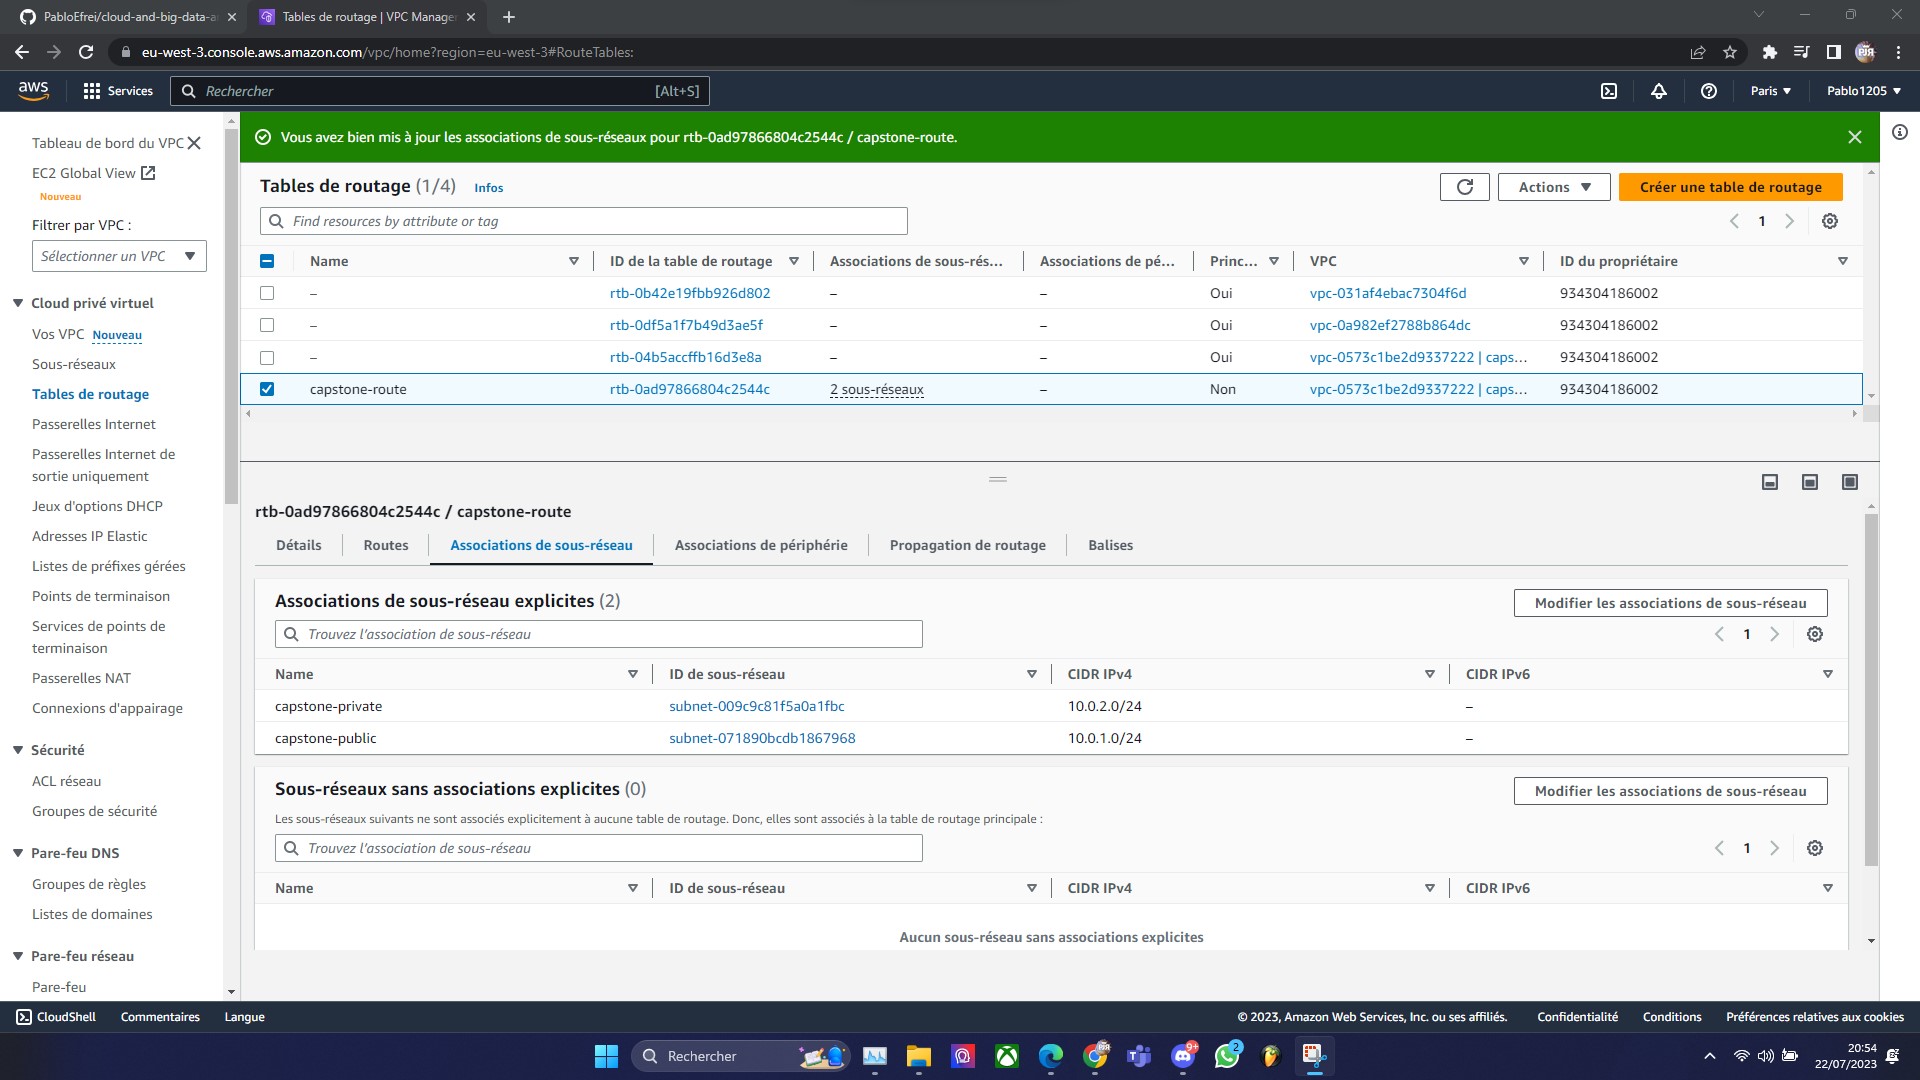 PabloEfrei/cloud-and-big-data-a
Tables de routage | VPC Manager
eu-west-3.console.aws.amazon.com/vpc/home?region=eu-west-3#RouteTables:
aws
Services
Rechercher
[Alt+S]
Paris
Pablo1205
Tableau de bord du VPC
EC2 Global View
Nouveau
Filtrer par VPC :
Sélectionner un VPC
Cloud privé virtuel
Vos VPC Nouveau
Sous-réseaux
Tables de routage
Passerelles Internet
Passerelles Internet de
sortie uniquement
Jeux d'options DHCP
Adresses IP Elastic
Listes de préfixes gérées
Points de terminaison
Services de points de
terminaison
Passerelles NAT
Connexions d'appairage
Sécurité
ACL réseau
Groupes de sécurité
Pare-feu DNS
Groupes de règles
Listes de domaines
Pare-feu réseau
Pare-feu
Vous avez bien mis à jour les associations de sous-réseaux pour rtb-0ad97866804c2544c / capstone-route.
Tables de routage (1/4) Infos
Actions
Créer une table de routage
Find resources by attribute or tag
1
Name ID de la table de routage Associations de sous-rés... Associations de pé... Princ... VPC ID du propriétaire
– rtb-0b42e19fbb926d802 – – Oui vpc-031af4ebac7304f6d 934304186002
– rtb-0df5a1f7b49d3ae5f – – Oui vpc-0a982ef2788b864dc 934304186002
– rtb-04b5accffb16d3e8a – – Oui vpc-0573c1be2d9337222 | caps... 934304186002
capstone-route rtb-0ad97866804c2544c 2 sous-réseaux – Non vpc-0573c1be2d9337222 | caps... 934304186002
rtb-0ad97866804c2544c / capstone-route
Détails Routes Associations de sous-réseau Associations de périphérie Propagation de routage Balises
Associations de sous-réseau explicites (2)
Modifier les associations de sous-réseau
Trouvez l'association de sous-réseau
1
Name ID de sous-réseau CIDR IPv4 CIDR IPv6
capstone-private subnet-009c9c81f5a0a1fbc 10.0.2.0/24 –
capstone-public subnet-071890bcdb1867968 10.0.1.0/24 –
Sous-réseaux sans associations explicites (0)
Modifier les associations de sous-réseau
Les sous-réseaux suivants ne sont associés explicitement à aucune table de routage. Donc, elles sont associés à la table de routage principale :
Trouvez l'association de sous-réseau
1
Name ID de sous-réseau CIDR IPv4 CIDR IPv6
Aucun sous-réseau sans associations explicites
CloudShell Commentaires Langue
© 2023, Amazon Web Services, Inc. ou ses affiliés. Confidentialité Conditions Préférences relatives aux cookies
Rechercher
9+
2
20:54
22/07/2023